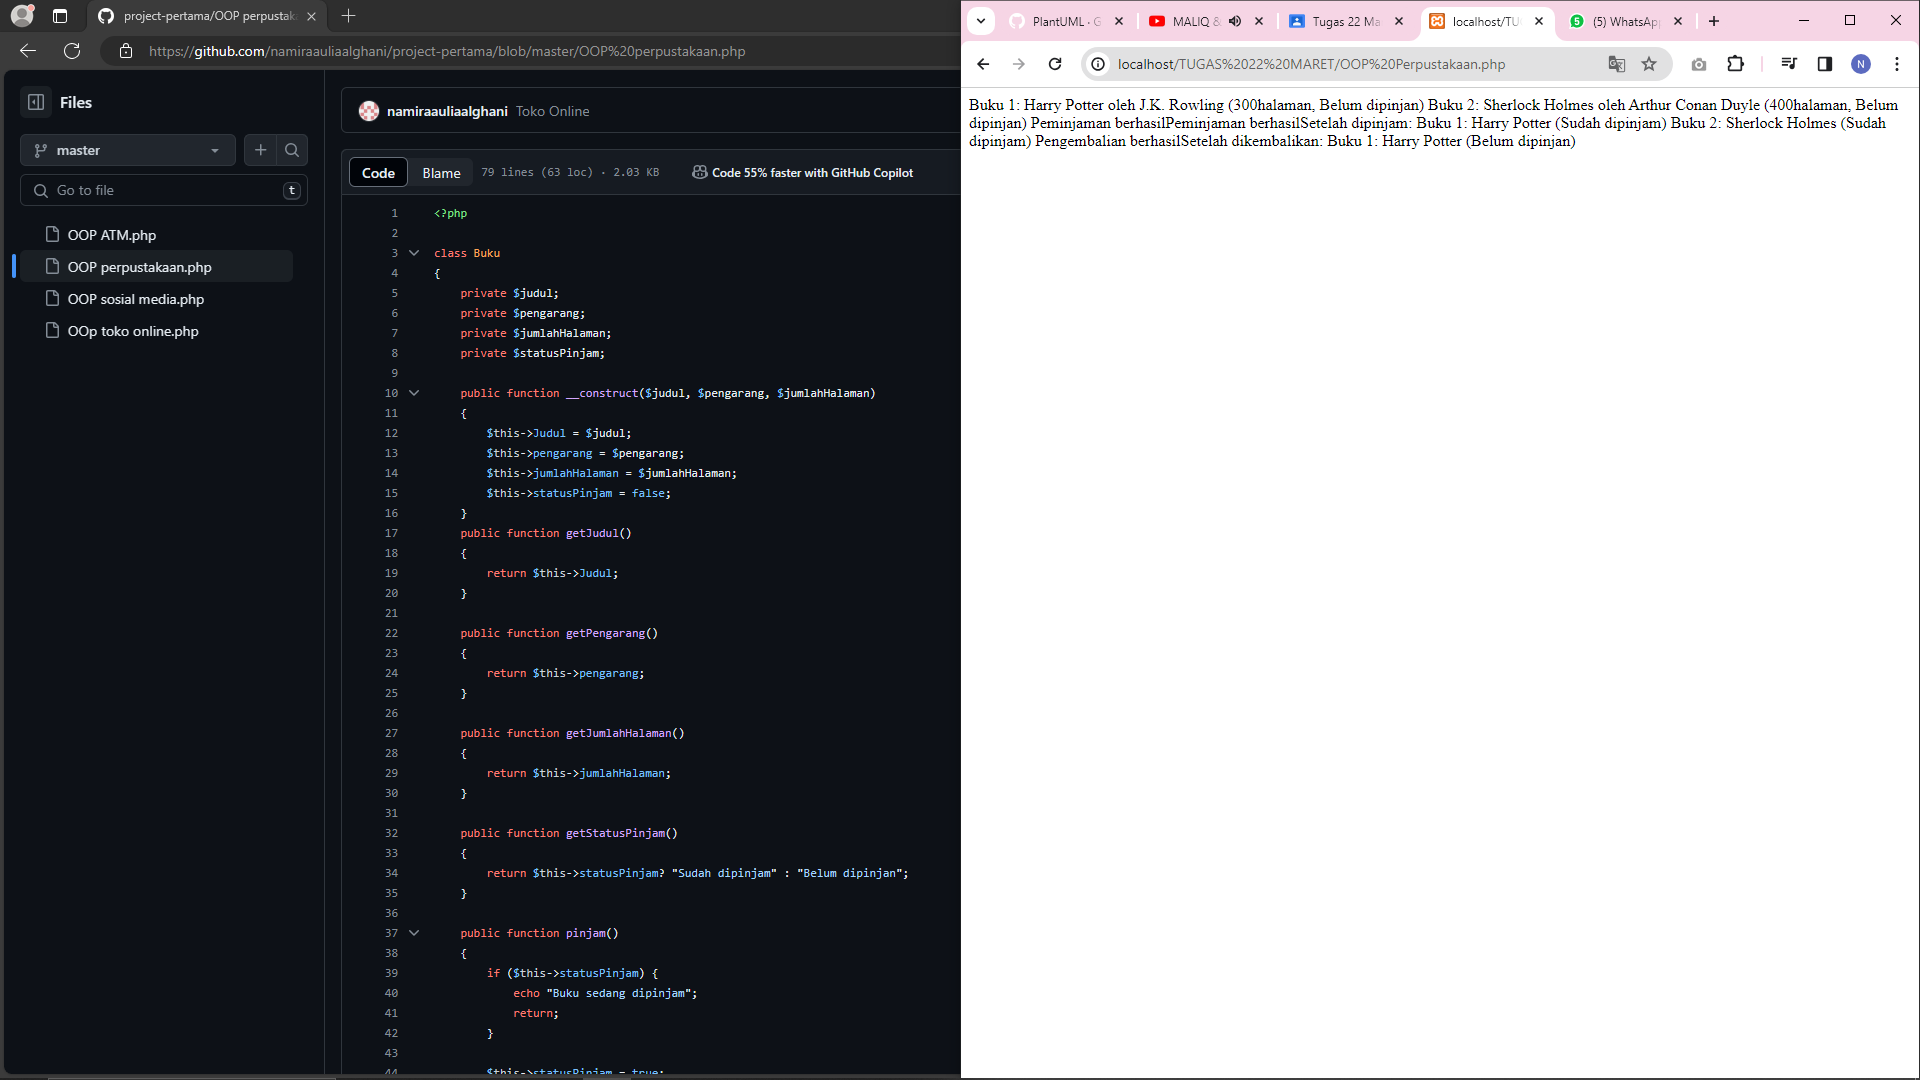 project-pertama/OOP perpustaka
https://github.com/namiraauliaalghani/project-pertama/blob/master/OOP%20perpustakaan.php
Files
master
Go to file
t
OOP ATM.php
OOP perpustakaan.php
OOP sosial media.php
OOp toko online.php
namiraauliaalghani Toko Online
Code Blame 79 lines (63 loc) · 2.03 KB Code 55% faster with GitHub Copilot
1 <?php
2
3 class Buku
4 {
5 private $judul;
6 private $pengarang;
7 private $jumlahHalaman;
8 private $statusPinjam;
9
10 public function __construct($judul, $pengarang, $jumlahHalaman)
11 {
12 $this->Judul = $judul;
13 $this->pengarang = $pengarang;
14 $this->jumlahHalaman = $jumlahHalaman;
15 $this->statusPinjam = false;
16 }
17 public function getJudul()
18 {
19 return $this->Judul;
20 }
21
22 public function getPengarang()
23 {
24 return $this->pengarang;
25 }
26
27 public function getJumlahHalaman()
28 {
29 return $this->jumlahHalaman;
30 }
31
32 public function getStatusPinjam()
33 {
34 return $this->statusPinjam? "Sudah dipinjam" : "Belum dipinjan";
35 }
36
37 public function pinjam()
38 {
39 if ($this->statusPinjam) {
40 echo "Buku sedang dipinjam";
41 return;
42 }
43
44 $this->statusPinjam = true;
PlantUML · G
MALIQ &
Tugas 22 Ma
localhost/TU
(5) WhatsApp
localhost/TUGAS%2022%20MARET/OOP%20Perpustakaan.php
N
Buku 1: Harry Potter oleh J.K. Rowling (300halaman, Belum dipinjan) Buku 2: Sherlock Holmes oleh Arthur Conan Duyle (400halaman, Belum
dipinjan) Peminjaman berhasilPeminjaman berhasilSetelah dipinjam: Buku 1: Harry Potter (Sudah dipinjam) Buku 2: Sherlock Holmes (Sudah
dipinjam) Pengembalian berhasilSetelah dikembalikan: Buku 1: Harry Potter (Belum dipinjan)